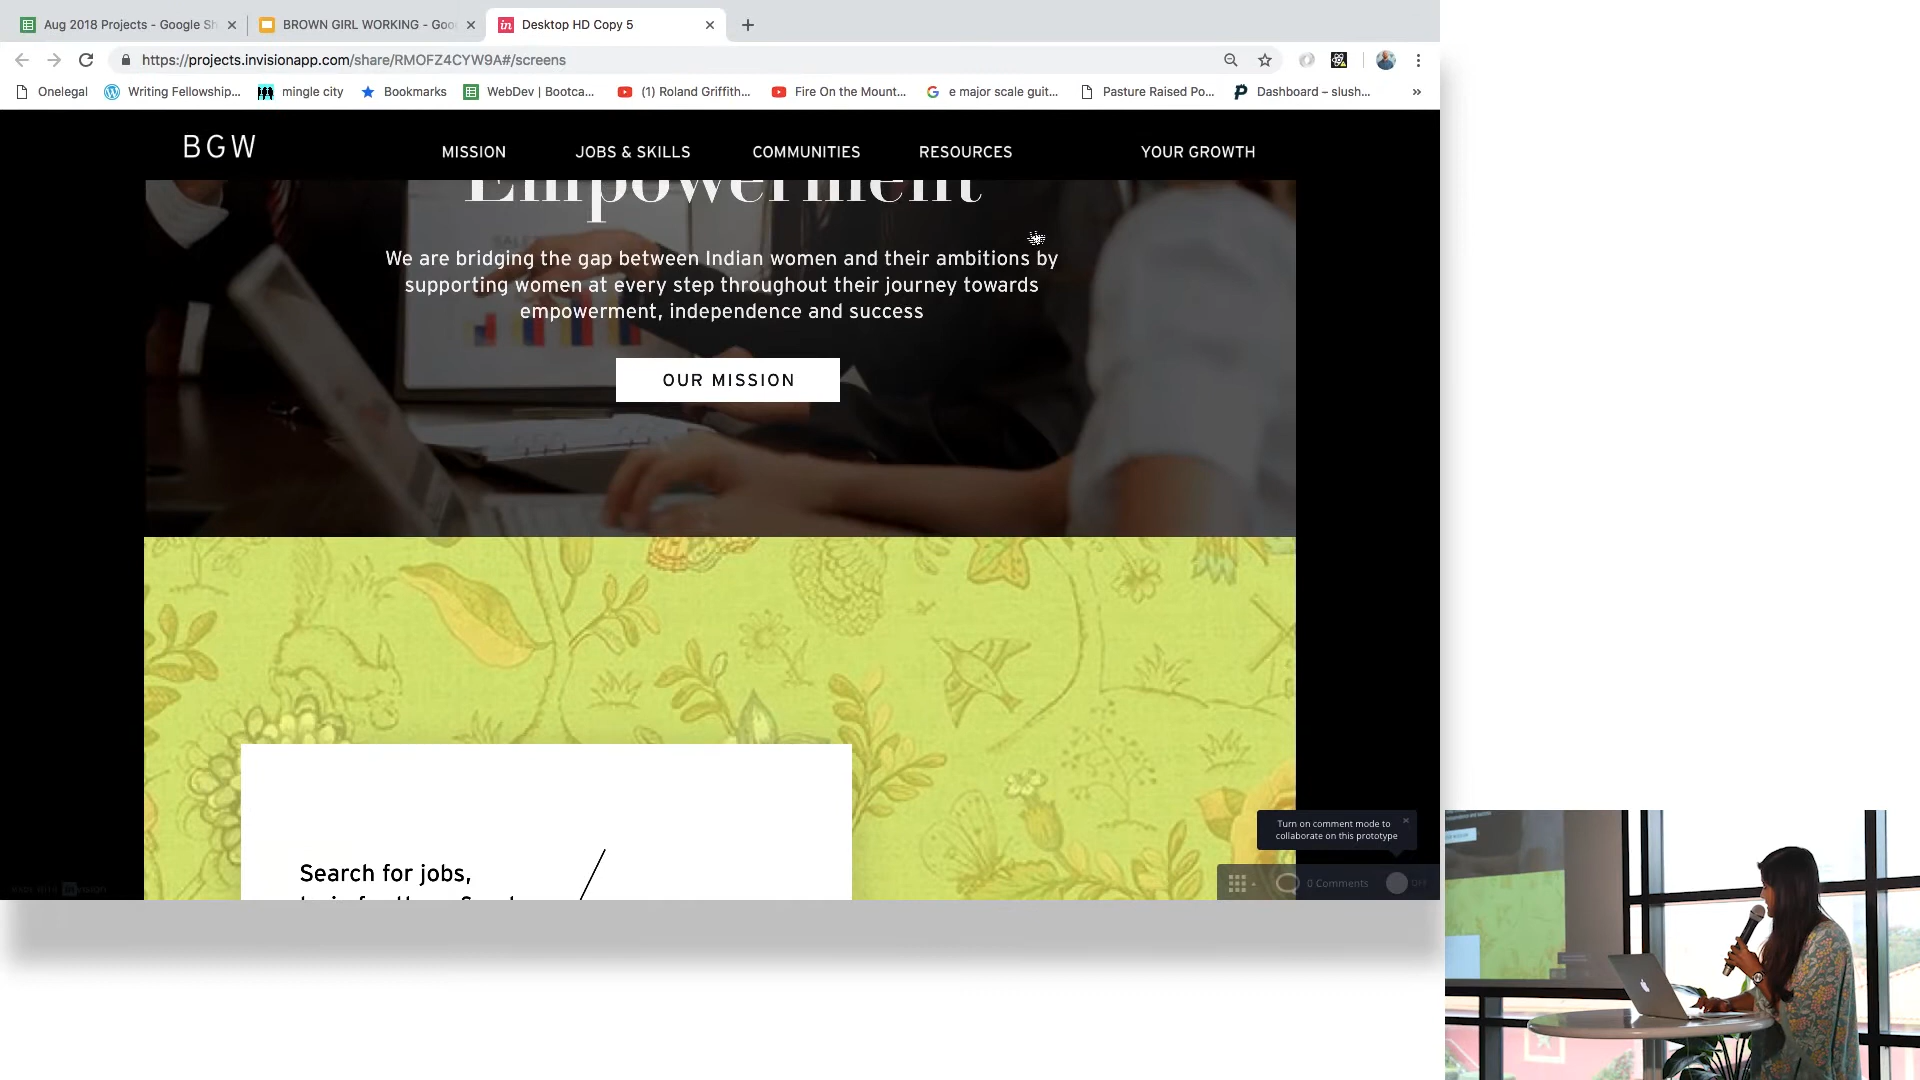 Aug 2018 Projects - Google Sh
BROWN GIRL WORKING - Goo
in
Desktop HD Copy 5
https://projects.invisionapp.com/share/RMOFZ4CYW9A#/screens
Onelegal
Writing Fellowship...
mingle city
Bookmarks
WebDev | Bootca...
(1) Roland Griffith...
Fire On the Mount...
e major scale guit...
Pasture Raised Po...
Dashboard – slush...
»
BGW
MISSION
JOBS & SKILLS
COMMUNITIES
RESOURCES
YOUR GROWTH
Empowerment
We are bridging the gap between Indian women and their ambitions by
supporting women at every step throughout their journey towards
empowerment, independence and success
OUR MISSION
Search for jobs,
Turn on comment mode to
collaborate on this prototype
0 Comments
OFF